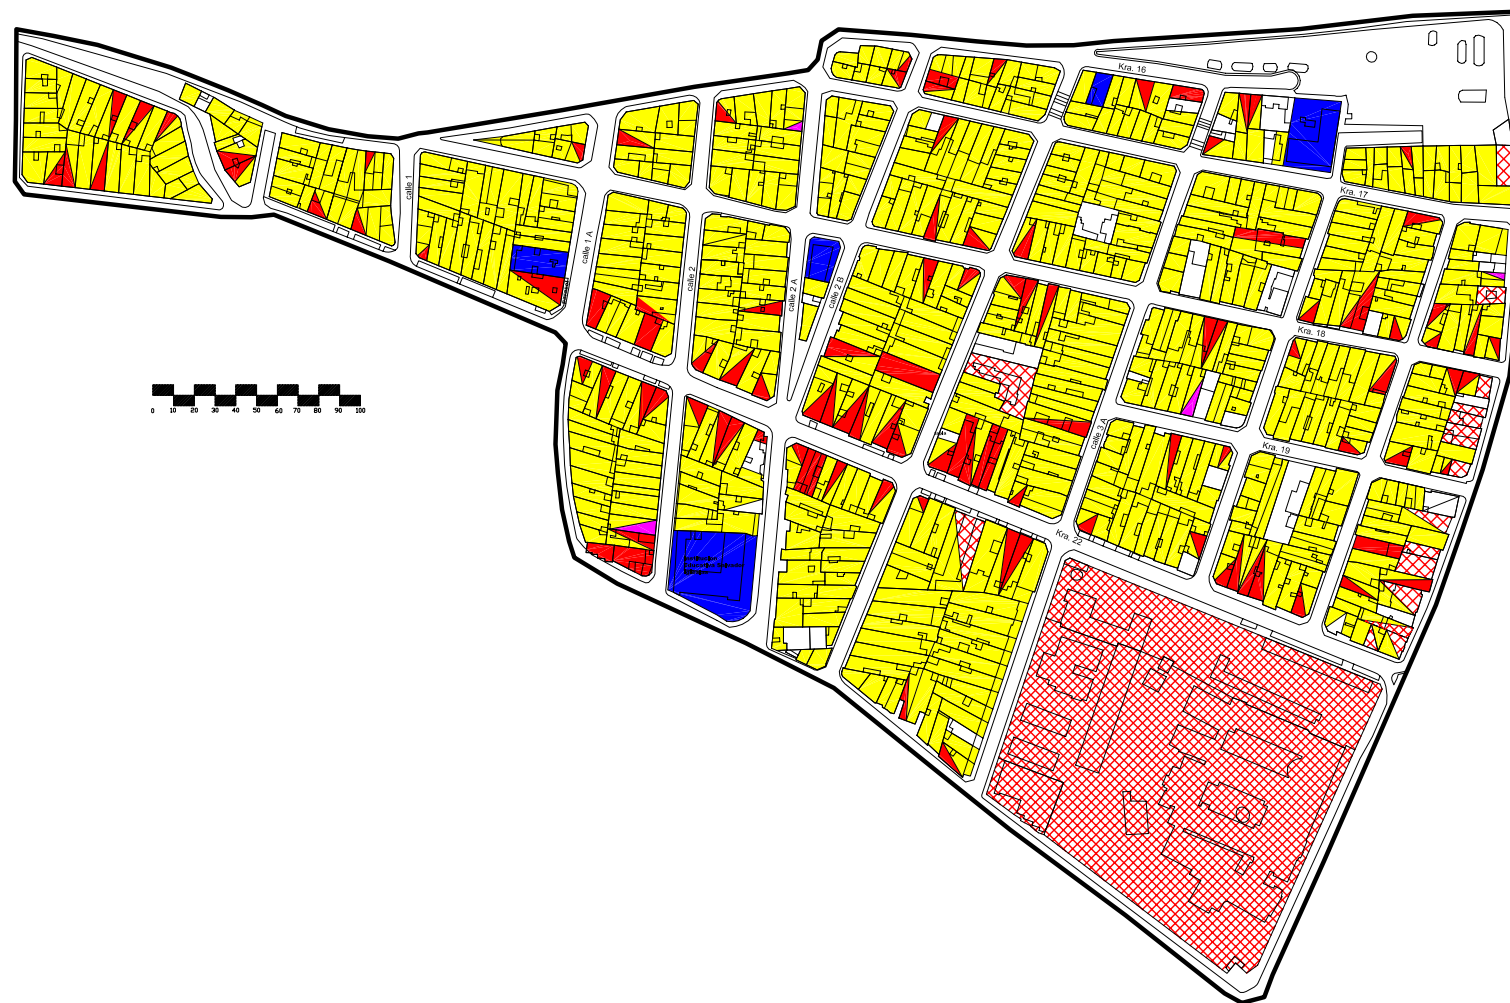 Kra. 16
Kra. 17
calle 1
calle 1 A
calle 2
calle 2 A
calle 2 B
Kra. 18
0 10 20 30 40 50 60 70 80 90 100
calle 3
Kra. 19
Kra. 22